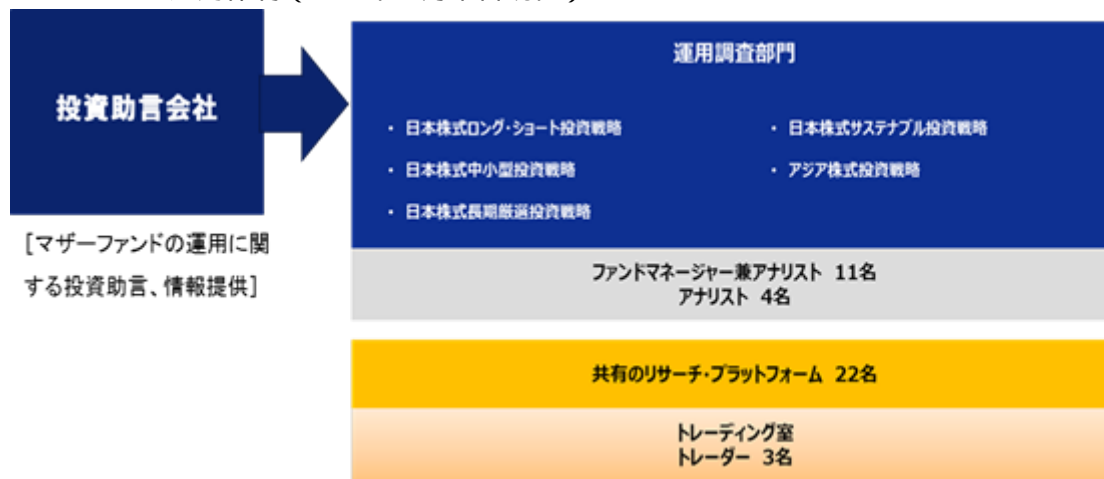 投資助言会社
[マザーファンドの運用に関
する投資助言、情報提供]
運用調査部門
・ 日本株式ロング・ショート投資戦略
・ 日本株式サステナブル投資戦略
・ 日本株式中小型投資戦略
・ アジア株式投資戦略
・ 日本株式長期厳選投資戦略
ファンドマネージャー兼アナリスト 11名
アナリスト 4名
共有のリサーチ・プラットフォーム 22名
トレーディング室
トレーダー 3名